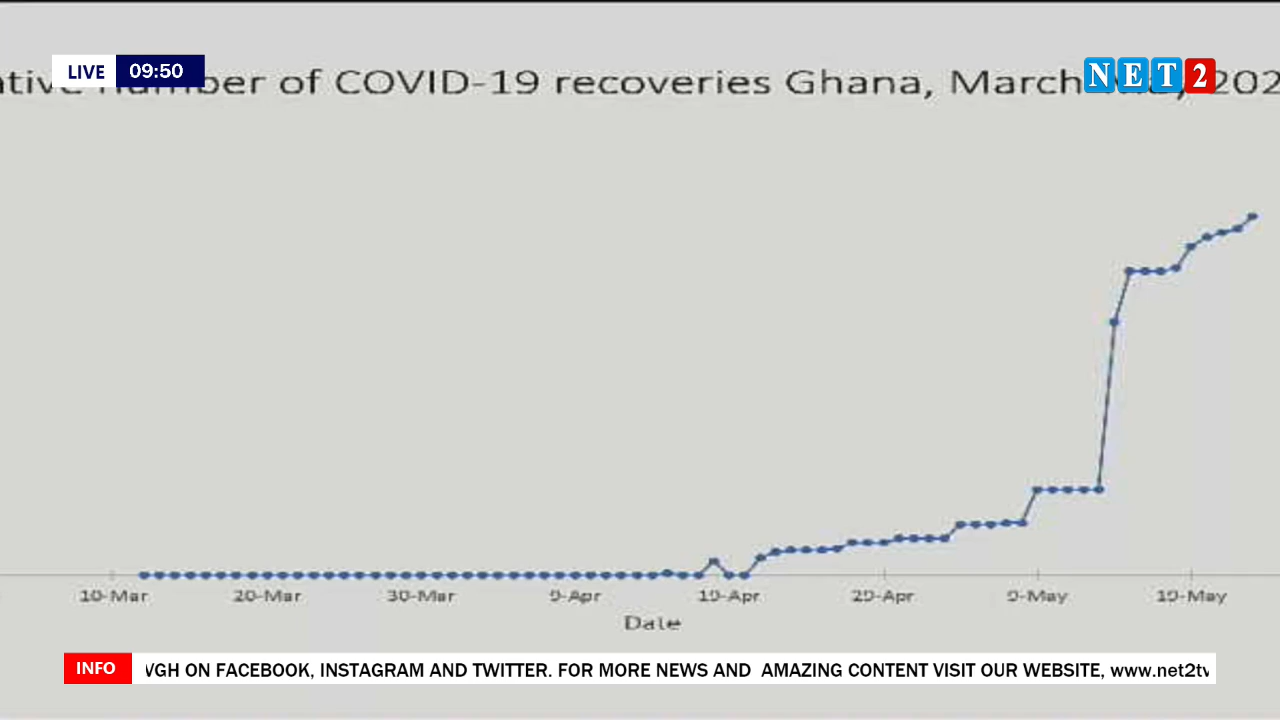 LIVE 09:50
NET2
number of COVID-19 recoveries Ghana, March
10-Mar 20-Mar 30-Mar 9-Apr 19-Apr 29-Apr 9-May 19-May
Date
INFO VGH ON FACEBOOK, INSTAGRAM AND TWITTER. FOR MORE NEWS AND AMAZING CONTENT VISIT OUR WEBSITE, www.net2tv